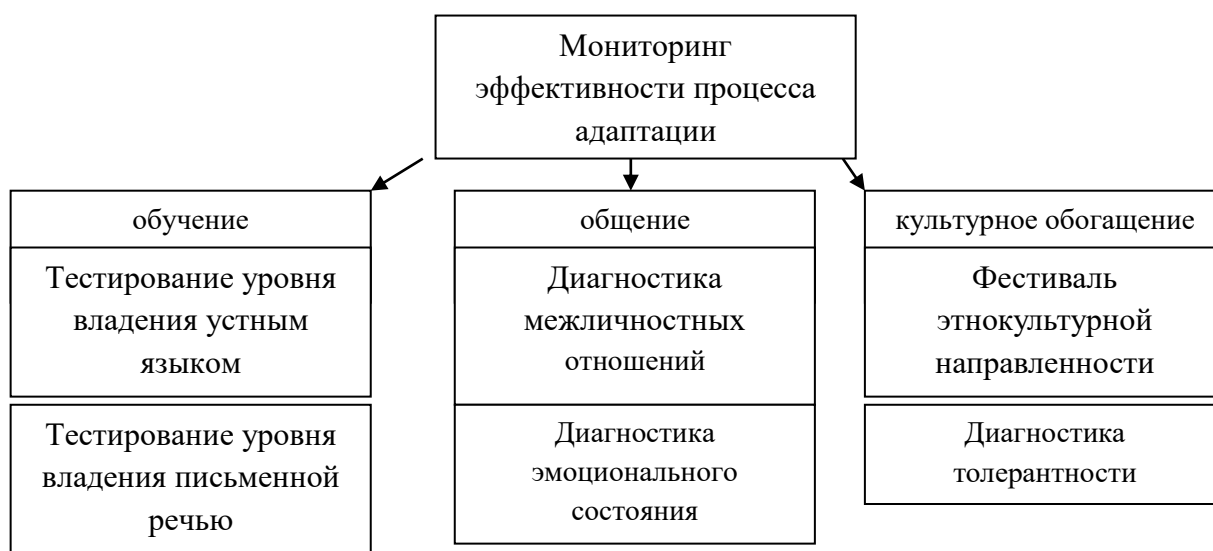 Мониторинг
эффективности процесса
адаптации
обучение
Тестирование уровня
владения устным
языком
Тестирование уровня
владения письменной
речью
общение
Диагностика
межличностных
отношений
Диагностика
эмоционального
состояния
культурное обогащение
Фестиваль
этнокультурной
направленности
Диагностика
толерантности